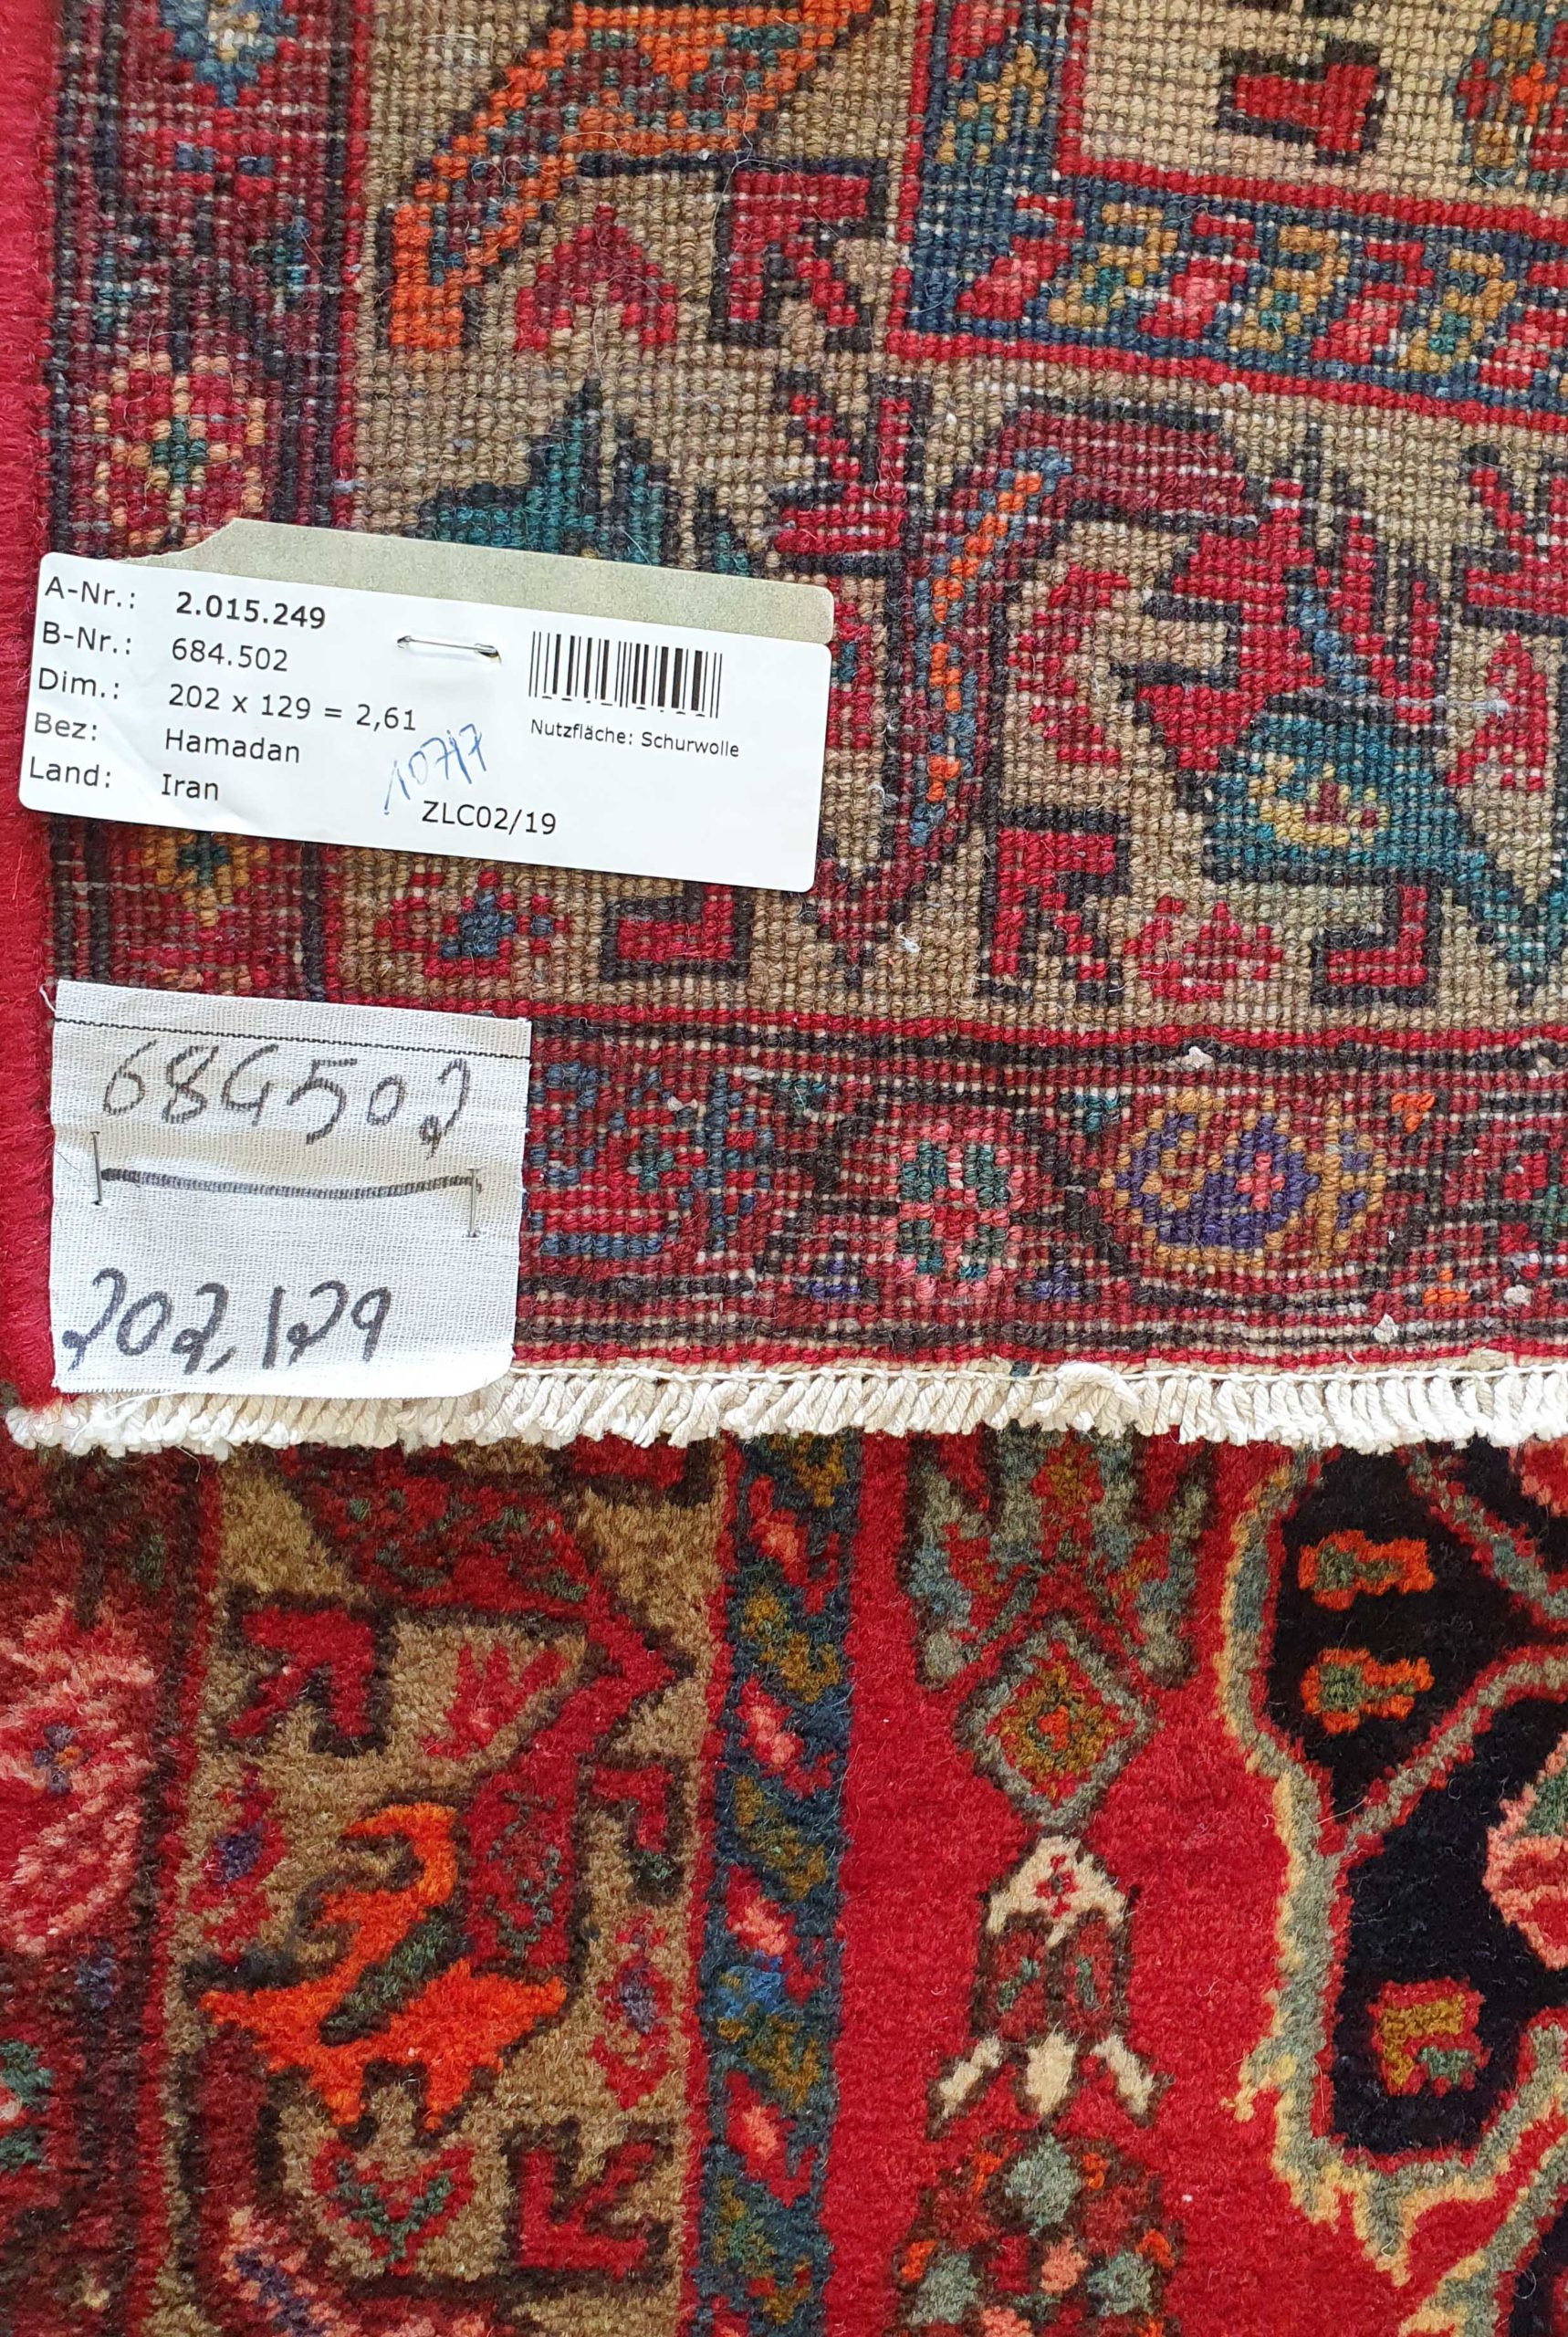 A-Nr.: 2.015.249
B-Nr.: 684.502
Dim.: 202 x 129 = 2,61
Bez: Hamadan
Land: Iran
Nutzfläche: Schurwolle
ZLC02/19
684502
202,129